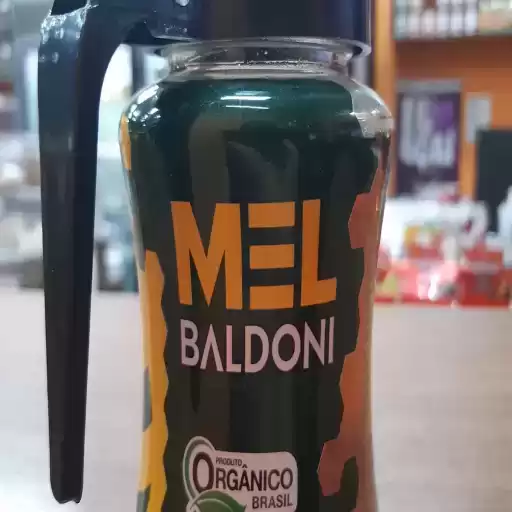 MEL
BALDONI
PRODUTO
ORGÂNICO
BRASIL